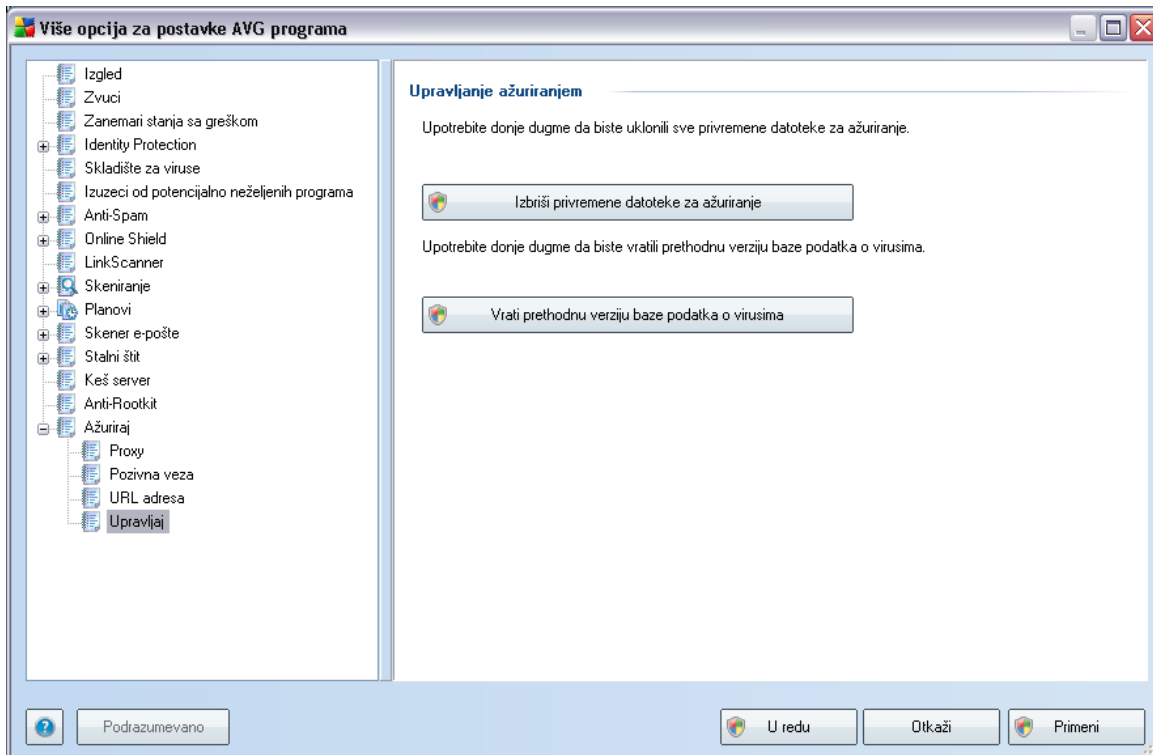 Više opcija za postavke AVG programa
Izgled
Zvuci
Zanemari stanja sa greškom
Identity Protection
Skladište za viruse
Izuzeci od potencijalno neželjenih programa
Anti-Spam
Online Shield
LinkScanner
Skeniranje
Planovi
Skener e-pošte
Stalni štit
Keš server
Anti-Rootkit
Ažuriraj
Proxy
Pozivna veza
URL adresa
Upravljaj
Upravljanje ažuriranjem
Upotrebite donje dugme da biste uklonili sve privremene datoteke za ažuriranje.
Izbriši privremene datoteke za ažuriranje
Upotrebite donje dugme da biste vratili prethodnu verziju baze podatka o virusima.
Vrati prethodnu verziju baze podatka o virusima
?
Podrazumevano
U redu
Otkaži
Primeni